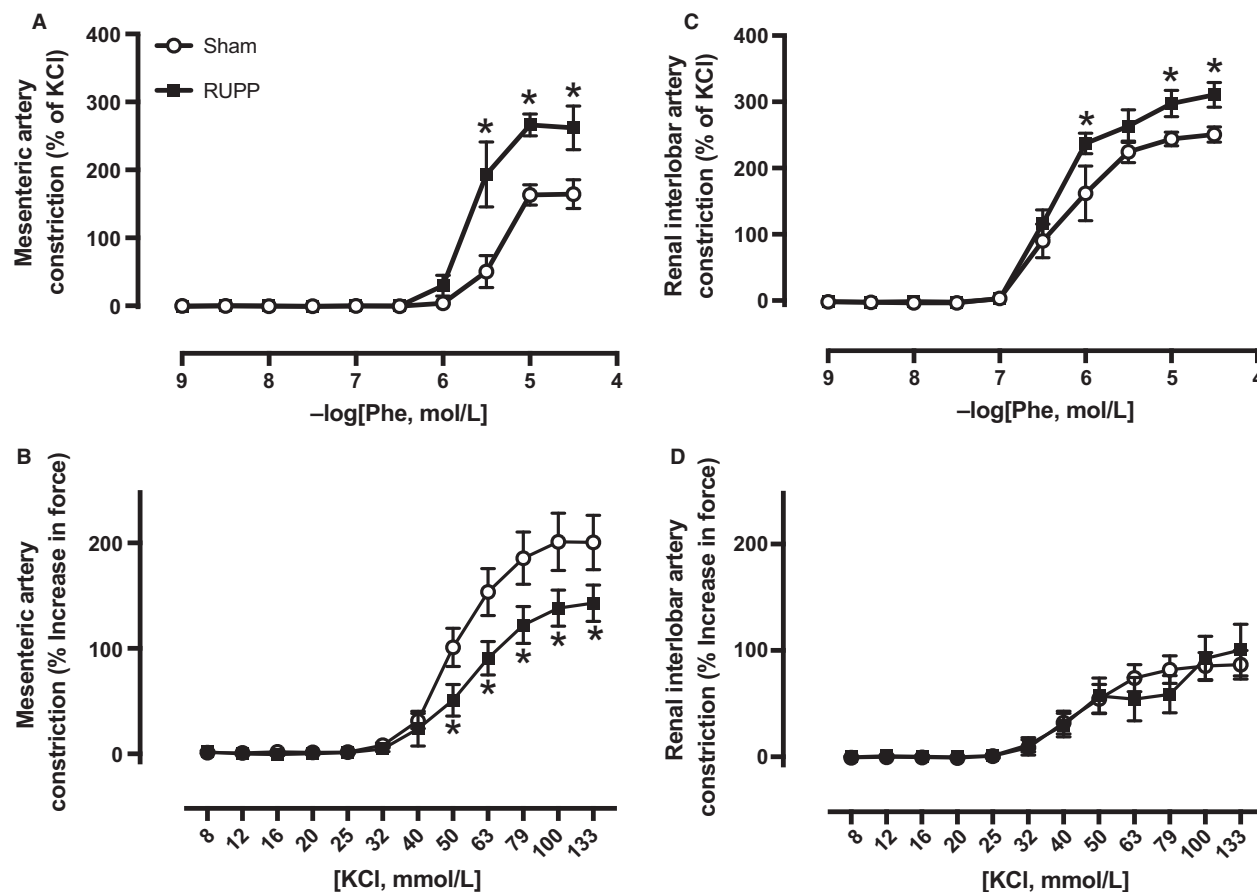 A
400
300
200
100
0
Mesenteric artery
constriction (% of KCl)
Sham
RUPP
* * *
9 8 7 6 5 4
–log[Phe, mol/L]
C
400
300
200
100
0
Renal interlobar artery
constriction (% of KCl)
* * *
9 8 7 6 5 4
–log[Phe, mol/L]
B
200
100
0
Mesenteric artery
constriction (% Increase in force)
* * * * *
8 12 16 20 25 32 40 50 63 79 100 133
[KCl, mmol/L]
D
200
100
0
Renal interlobar artery
constriction (% Increase in force)
8 12 16 20 25 32 40 50 63 79 100 133
[KCl, mmol/L]